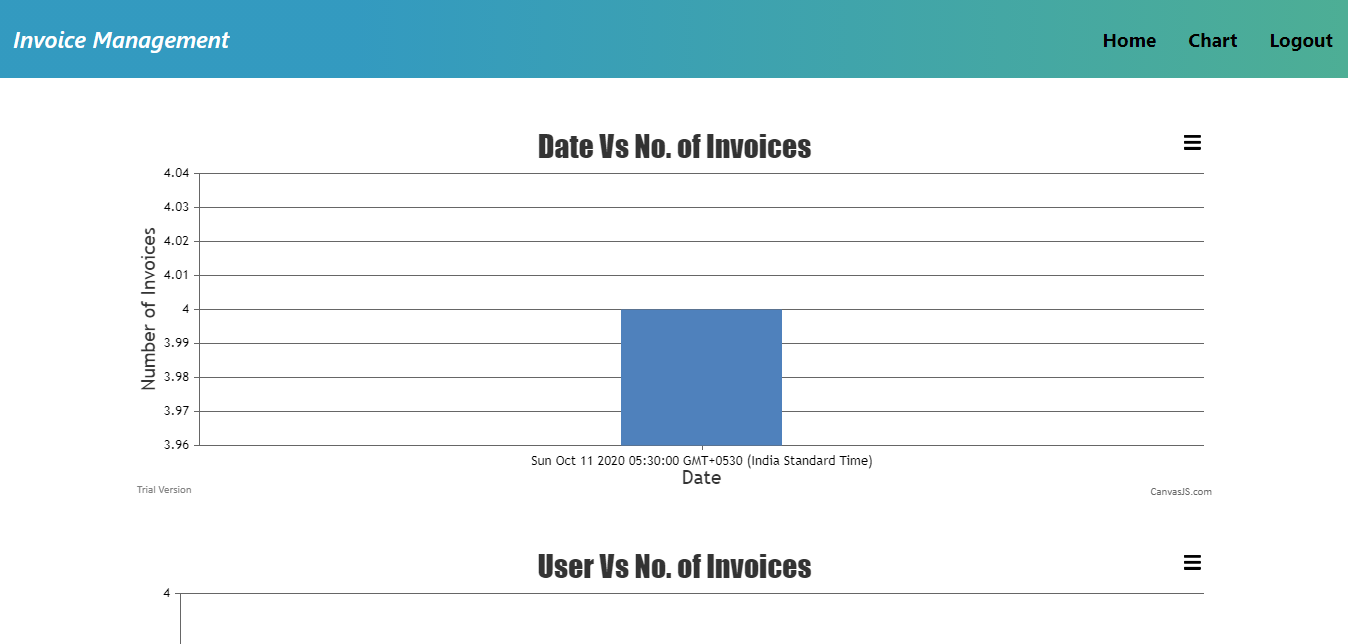 Invoice Management
Home Chart Logout
Date Vs No. of Invoices
4.04
4.03
4.02
4.01
4
3.99
3.98
3.97
3.96
Number of Invoices
Sun Oct 11 2020 05:30:00 GMT+0530 (India Standard Time)
Date
Trial Version
CanvasJS.com
User Vs No. of Invoices
4